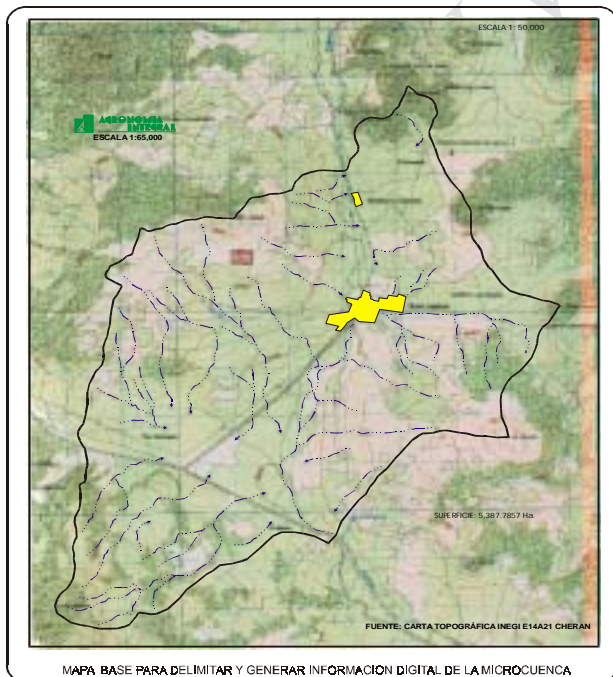 ESCALA 1: 50,000
AGRONOMIA
INTEGRAL
ESCALA 1:65,000
SUPERFICIE: 5,387.7857 Ha.
FUENTE: CARTA TOPOGRÁFICA INEGI E14A21 CHERAN
MAPA BASE PARA DELIMITAR Y GENERAR INFORMACION DIGITAL DE LA MICROCUENCA